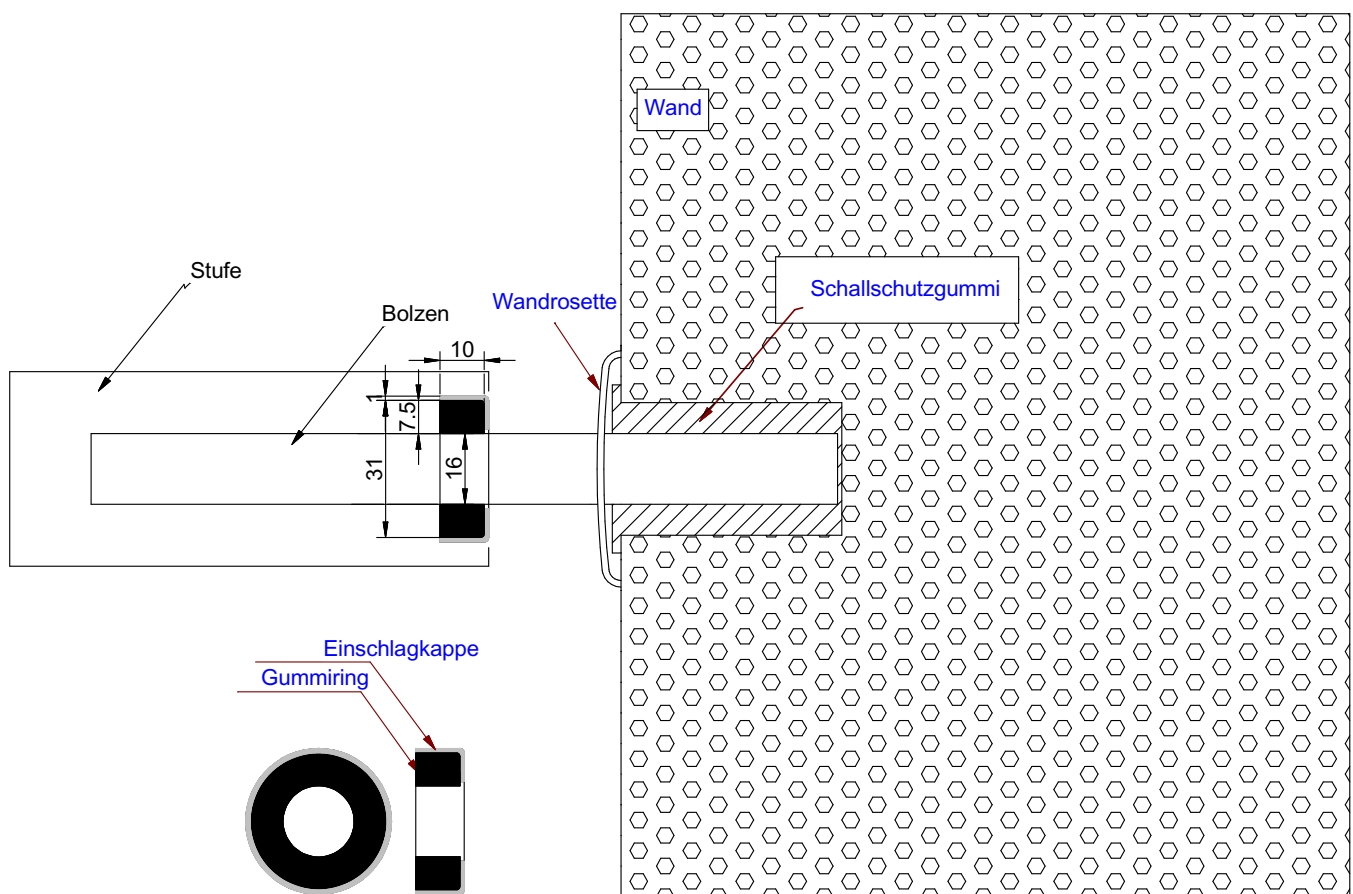 Wand
Stufe
Schallschutzgummi
Wandrosette
Bolzen
10
1
7.5
31
16
Einschlagkappe
Gummiring